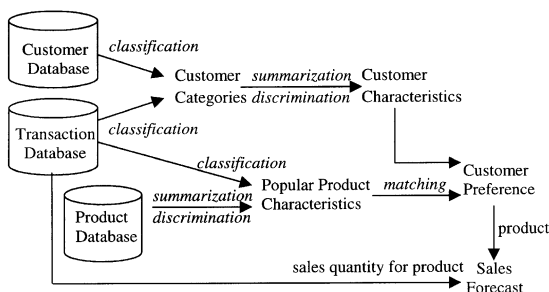 Customer
Database
classification
Customer
Categories
summarization
discrimination
Customer
Characteristics
Transaction
Database
classification
classification
Product
Database
summarization
discrimination
Popular Product
Characteristics
matching
Customer
Preference
product
sales quantity for product
Sales
Forecast